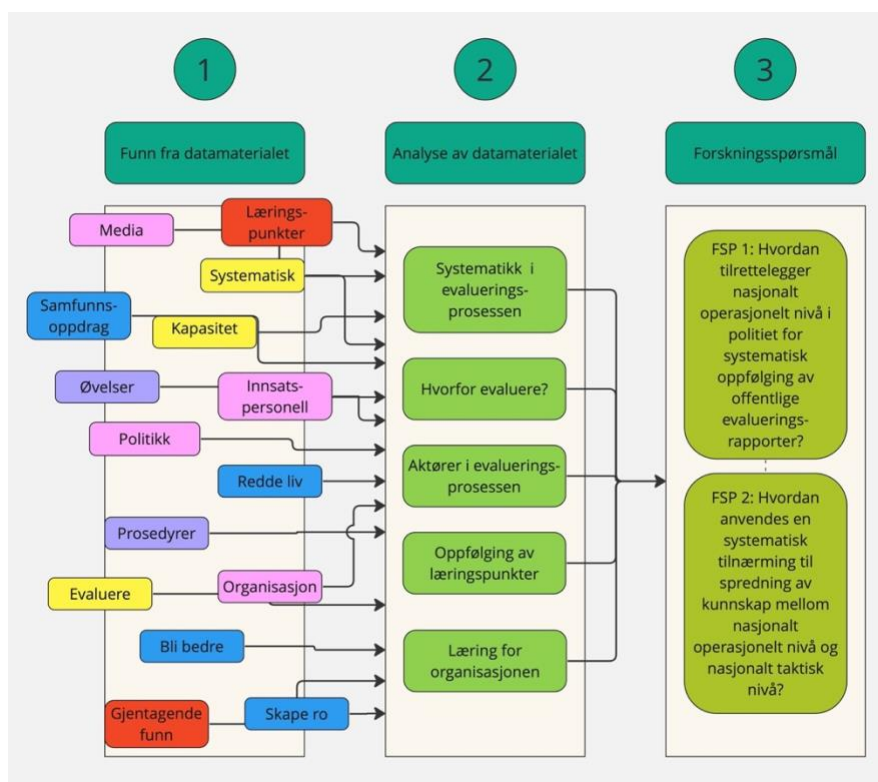 1
2
3
Funn fra datamaterialet
Analyse av datamaterialet
Forskningsspørsmål
Media
Lærings-
punkter
Systematisk
Samfunns-
oppdrag
Kapasitet
Øvelser
Innsats-
personell
Politikk
Redde liv
Prosedyrer
Evaluere
Organisasjon
Bli bedre
Gjentagende
funn
Skape ro
Systematikk i
evaluerings-
prosessen
Hvorfor evaluere?
Aktører i evaluerings-
prosessen
Oppfølging av
læringspunkter
Læring for
organisasjonen
FSP 1: Hvordan
tilrettelegger
nasjonalt
operasjonelt nivå i
politiet for
systematisk
oppfølging av
offentlige
evaluerings-
rapporter?
FSP 2: Hvordan
anvendes en
systematisk
tilnærming til
spredning av
kunnskap mellom
nasjonalt
operasjonelt nivå og
nasjonalt taktisk
nivå?